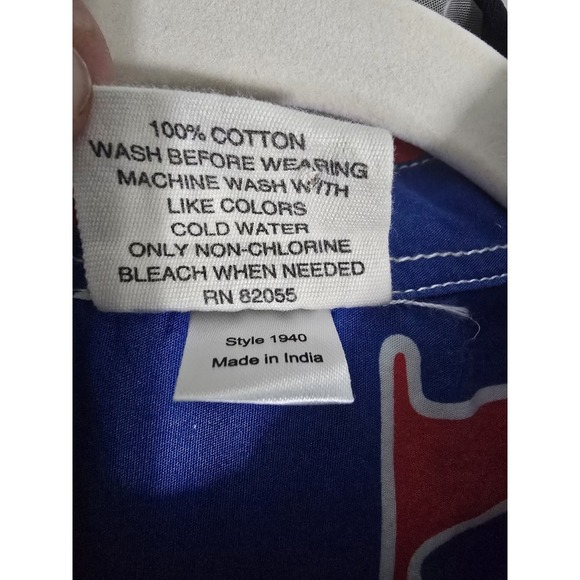 100% COTTON
WASH BEFORE WEARING
MACHINE WASH WITH
LIKE COLORS
COLD WATER
ONLY NON-CHLORINE
BLEACH WHEN NEEDED
RN 82055
Style 1940
Made in India